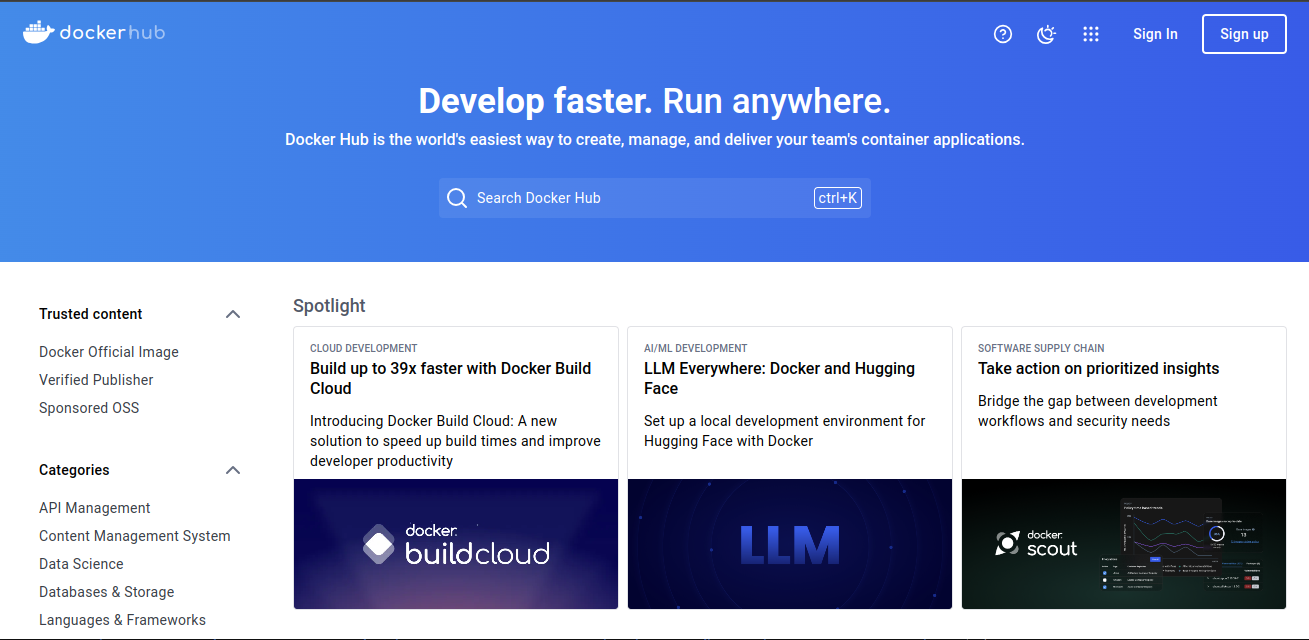 dockerhub
Sign In
Sign up
Develop faster. Run anywhere.
Docker Hub is the world's easiest way to create, manage, and deliver your team's container applications.
Search Docker Hub
ctrl+K
Trusted content
Docker Official Image
Verified Publisher
Sponsored OSS
Categories
API Management
Content Management System
Data Science
Databases & Storage
Languages & Frameworks
Spotlight
CLOUD DEVELOPMENT
Build up to 39x faster with Docker Build
Cloud
Introducing Docker Build Cloud: A new
solution to speed up build times and improve
developer productivity
docker:
buildcloud
AI/ML DEVELOPMENT
LLM Everywhere: Docker and Hugging
Face
Set up a local development environment for
Hugging Face with Docker
LLM
SOFTWARE SUPPLY CHAIN
Take action on prioritized insights
Bridge the gap between development
workflows and security needs
docker:
scout